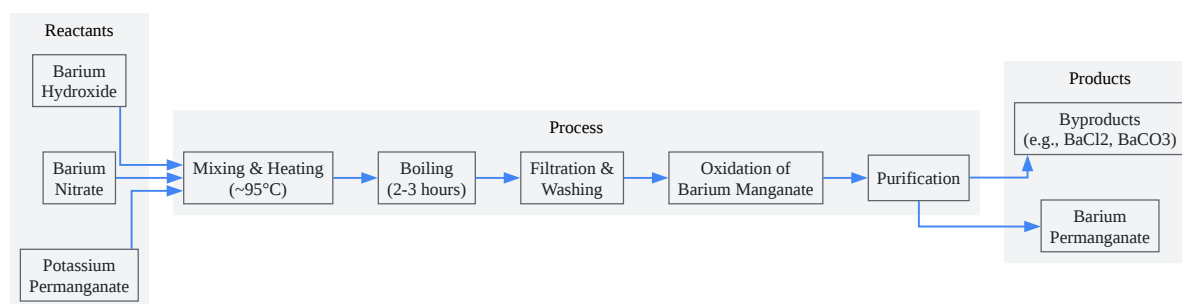 Reactants
Barium
Hydroxide
Barium
Nitrate
Potassium
Permanganate
Process
Mixing & Heating
(~95°C)
Boiling
(2-3 hours)
Filtration &
Washing
Oxidation of
Barium Manganate
Purification
Products
Byproducts
(e.g., BaCl2, BaCO3)
Barium
Permanganate